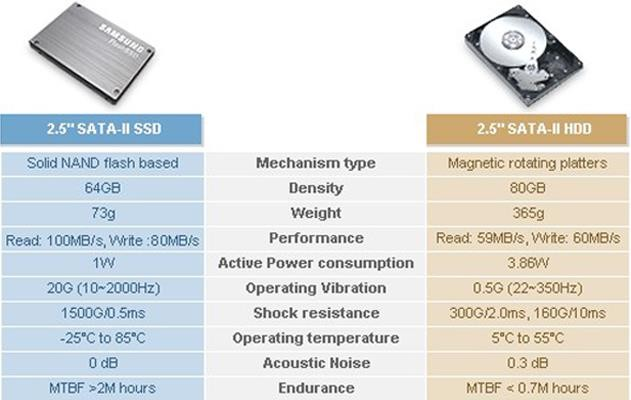 SAMSUNG
FlashSSD
2.5" SATA-II SSD 2.5" SATA-II HDD
Solid NAND flash based Mechanism type Magnetic rotating platters
64GB Density 80GB
73g Weight 365g
Read: 100MB/s, Write :80MB/s Performance Read: 59MB/s, Write: 60MB/s
1W Active Power consumption 3.86W
20G (10~2000Hz) Operating Vibration 0.5G (22~350Hz)
1500G/0.5ms Shock resistance 300G/2.0ms, 160G/10ms
-25°C to 85°C Operating temperature 5°C to 55°C
0 dB Acoustic Noise 0.3 dB
MTBF >2M hours Endurance MTBF < 0.7M hours